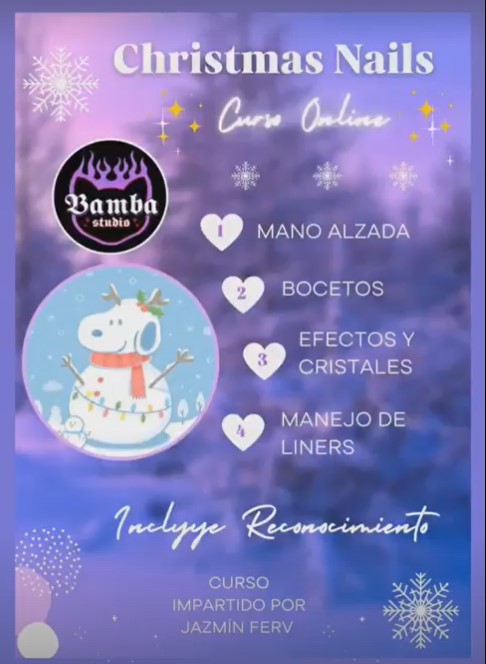 Christmas Nails
Curso Online
Bamba
studio
1 MANO ALZADA
2 BOCETOS
3 EFECTOS Y
CRISTALES
4 MANEJO DE
LINERS
Incluye Reconocimiento
CURSO
IMPARTIDO POR
JAZMÍN FERV